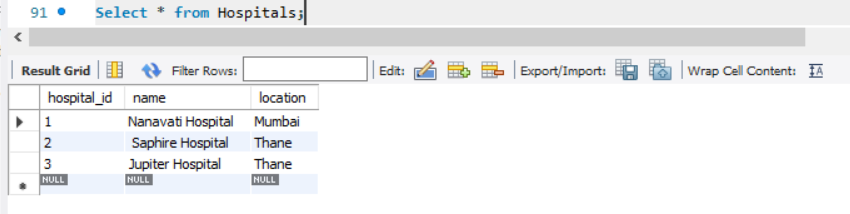 91 Select * from Hospitals;
Result Grid Filter Rows: Edit: Export/Import: Wrap Cell Content:
hospital_id name location
1 Nanavati Hospital Mumbai
2 Saphire Hospital Thane
3 Jupiter Hospital Thane
NULL NULL NULL